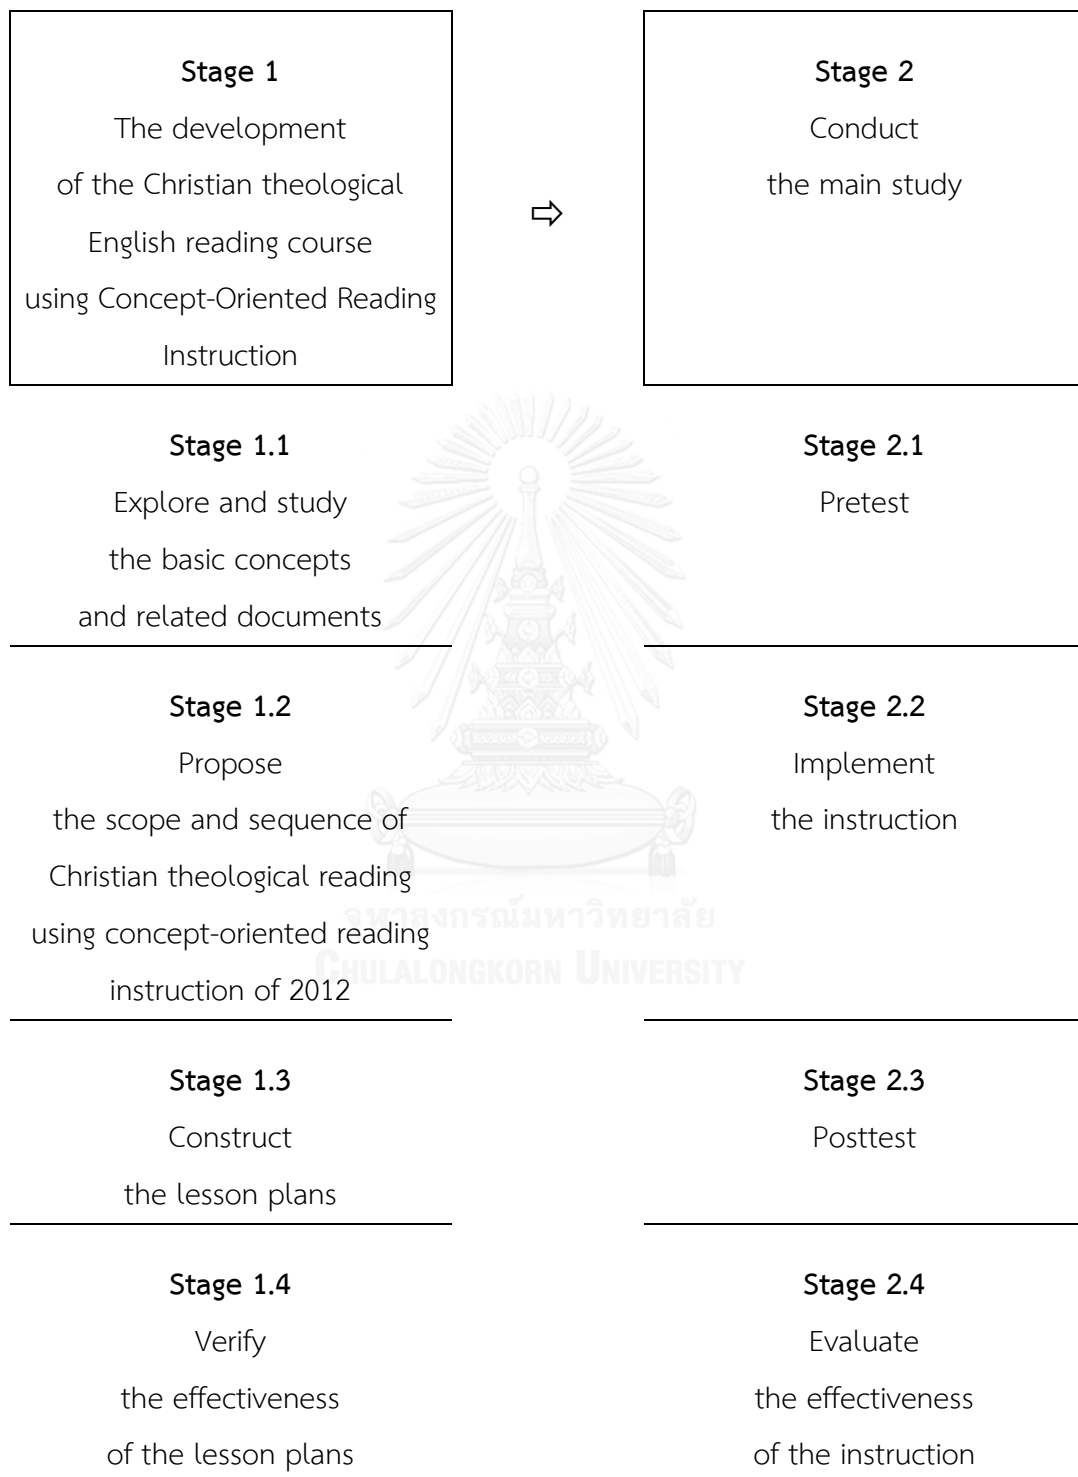 Stage 1
The development
of the Christian theological
English reading course
using Concept-Oriented Reading
Instruction
⇨
Stage 2
Conduct
the main study
Stage 1.1
Explore and study
the basic concepts
and related documents
Stage 2.1
Pretest
Stage 1.2
Propose
the scope and sequence of
Christian theological reading
using concept-oriented reading
instruction of 2012
Stage 2.2
Implement
the instruction
จุฬาลงกรณ์มหาวิทยาลัย
CHULALONGKORN UNIVERSITY
Stage 1.3
Construct
the lesson plans
Stage 2.3
Posttest
Stage 1.4
Verify
the effectiveness
of the lesson plans
Stage 2.4
Evaluate
the effectiveness
of the instruction